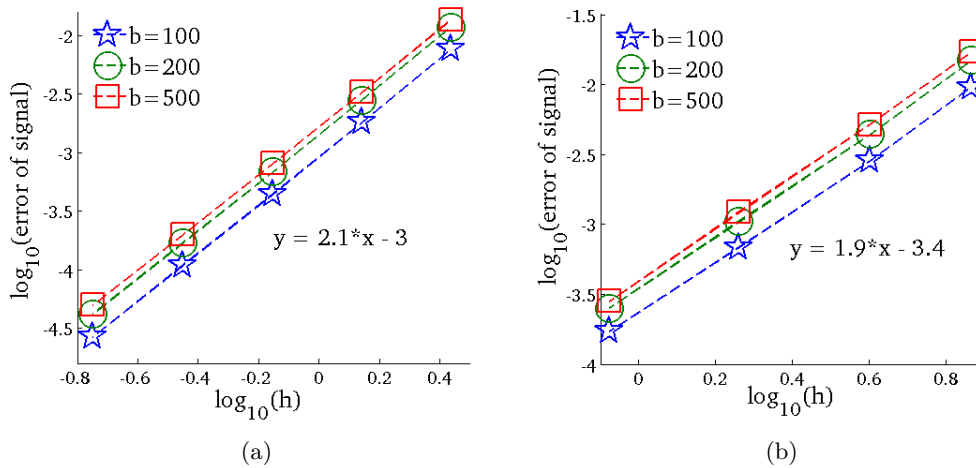 -2
-2.5
-3
-3.5
-4
-4.5
log10(error of signal)
b=100
b=200
b=500
y = 2.1*x - 3
-0.8 -0.6 -0.4 -0.2 0 0.2 0.4
log10(h)
(a)
-1.5
-2
-2.5
-3
-3.5
-4
log10(error of signal)
b=100
b=200
b=500
y = 1.9*x - 3.4
0 0.2 0.4 0.6 0.8
log10(h)
(b)